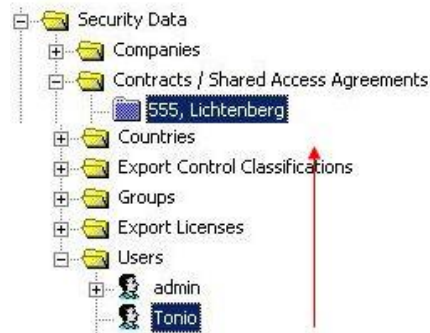 Security Data
Companies
Contracts / Shared Access Agreements
555, Lichtenberg
Countries
Export Control Classifications
Groups
Export Licenses
Users
admin
Tonio